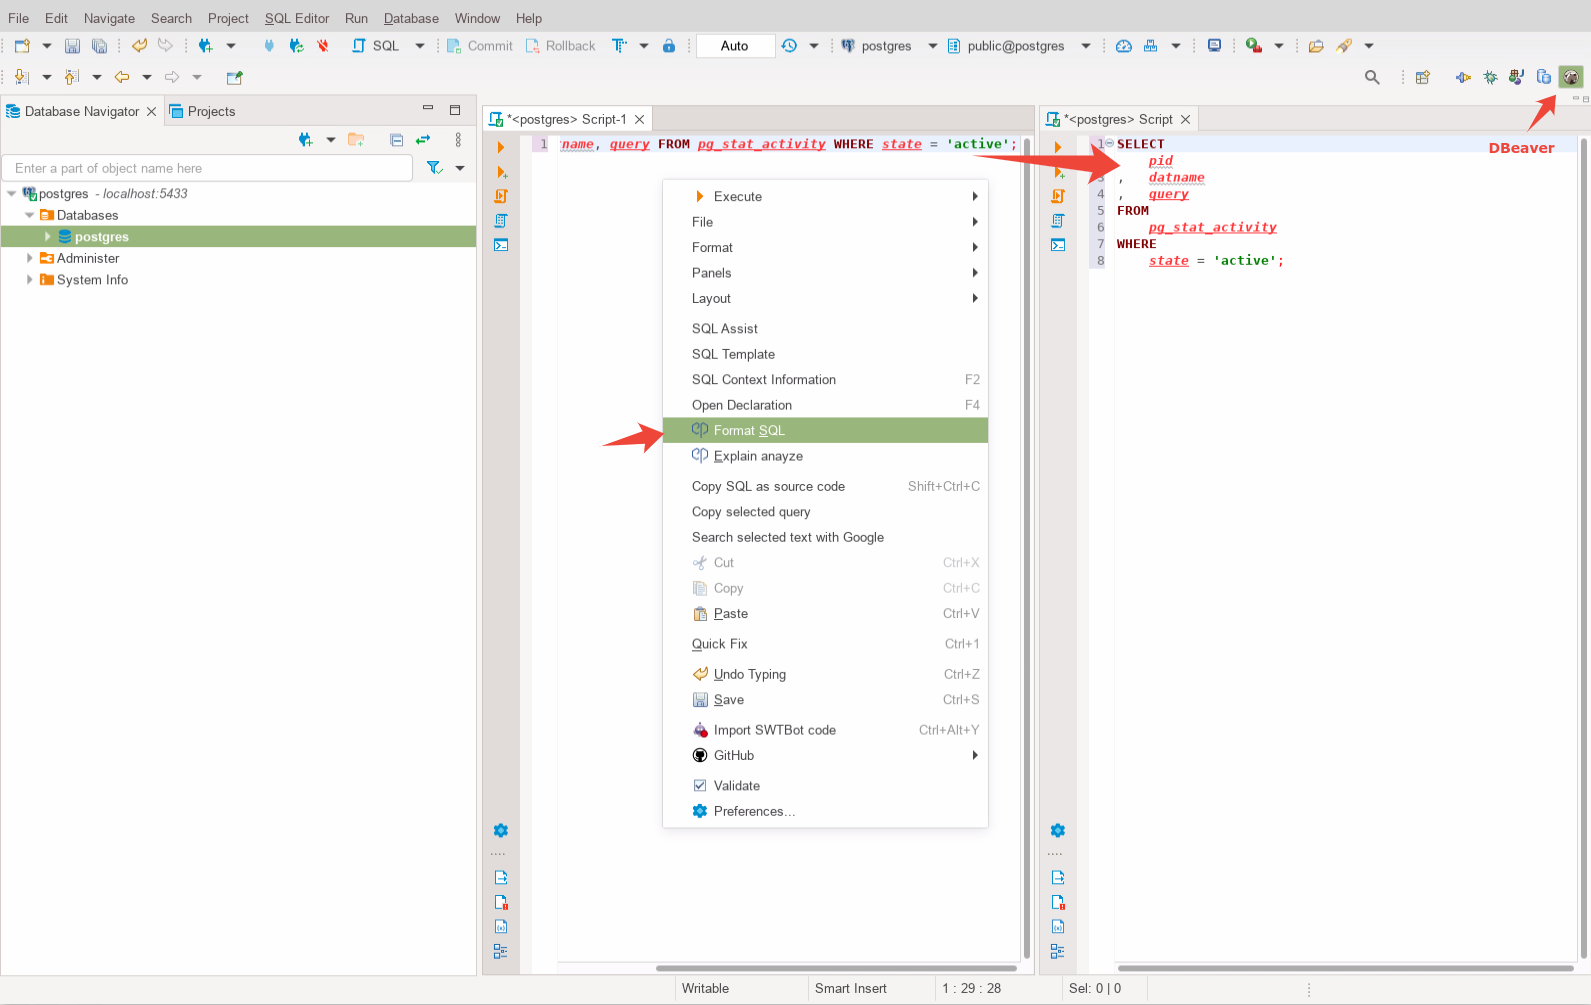 File Edit Navigate Search Project SQL Editor Run Database Window Help
SQL Commit Rollback Auto postgres public@postgres
Database Navigator Projects
*<postgres> Script-1
*<postgres> Script
Enter a part of object name here
postgres - localhost:5433
Databases
postgres
Administer
System Info
1 name, query FROM pg_stat_activity WHERE state = 'active';
Execute
File
Format
Panels
Layout
SQL Assist
SQL Template
SQL Context Information F2
Open Declaration F4
Format SQL
Explain anayze
Copy SQL as source code Shift+Ctrl+C
Copy selected query
Search selected text with Google
Cut Ctrl+X
Copy Ctrl+C
Paste Ctrl+V
Quick Fix Ctrl+1
Undo Typing Ctrl+Z
Save Ctrl+S
Import SWTBot code Ctrl+Alt+Y
GitHub
Validate
Preferences...
DBeaver
1 SELECT
pid
3 , datname
4 , query
5 FROM
6 pg_stat_activity
7 WHERE
8 state = 'active';
Writable Smart Insert 1 : 29 : 28 Sel: 0 | 0